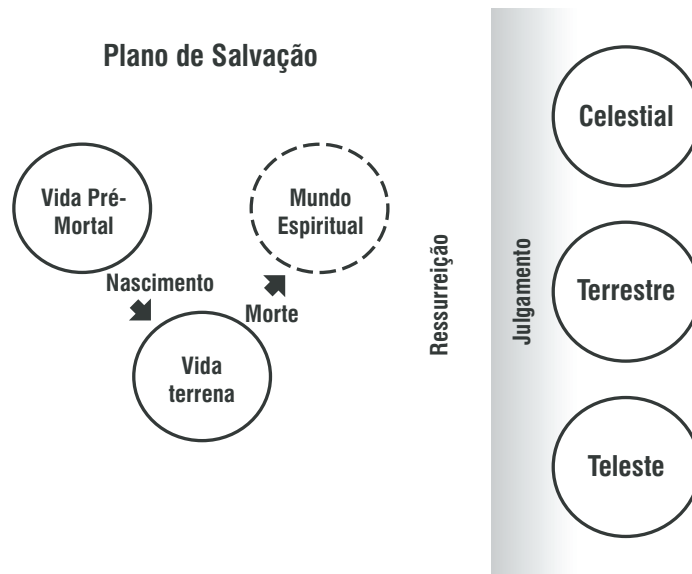 Plano de Salvação
Vida Pré-
Mortal
Nascimento
Vida
terrena
Morte
Mundo
Espiritual
Ressurreição
Julgamento
Celestial
Terrestre
Teleste